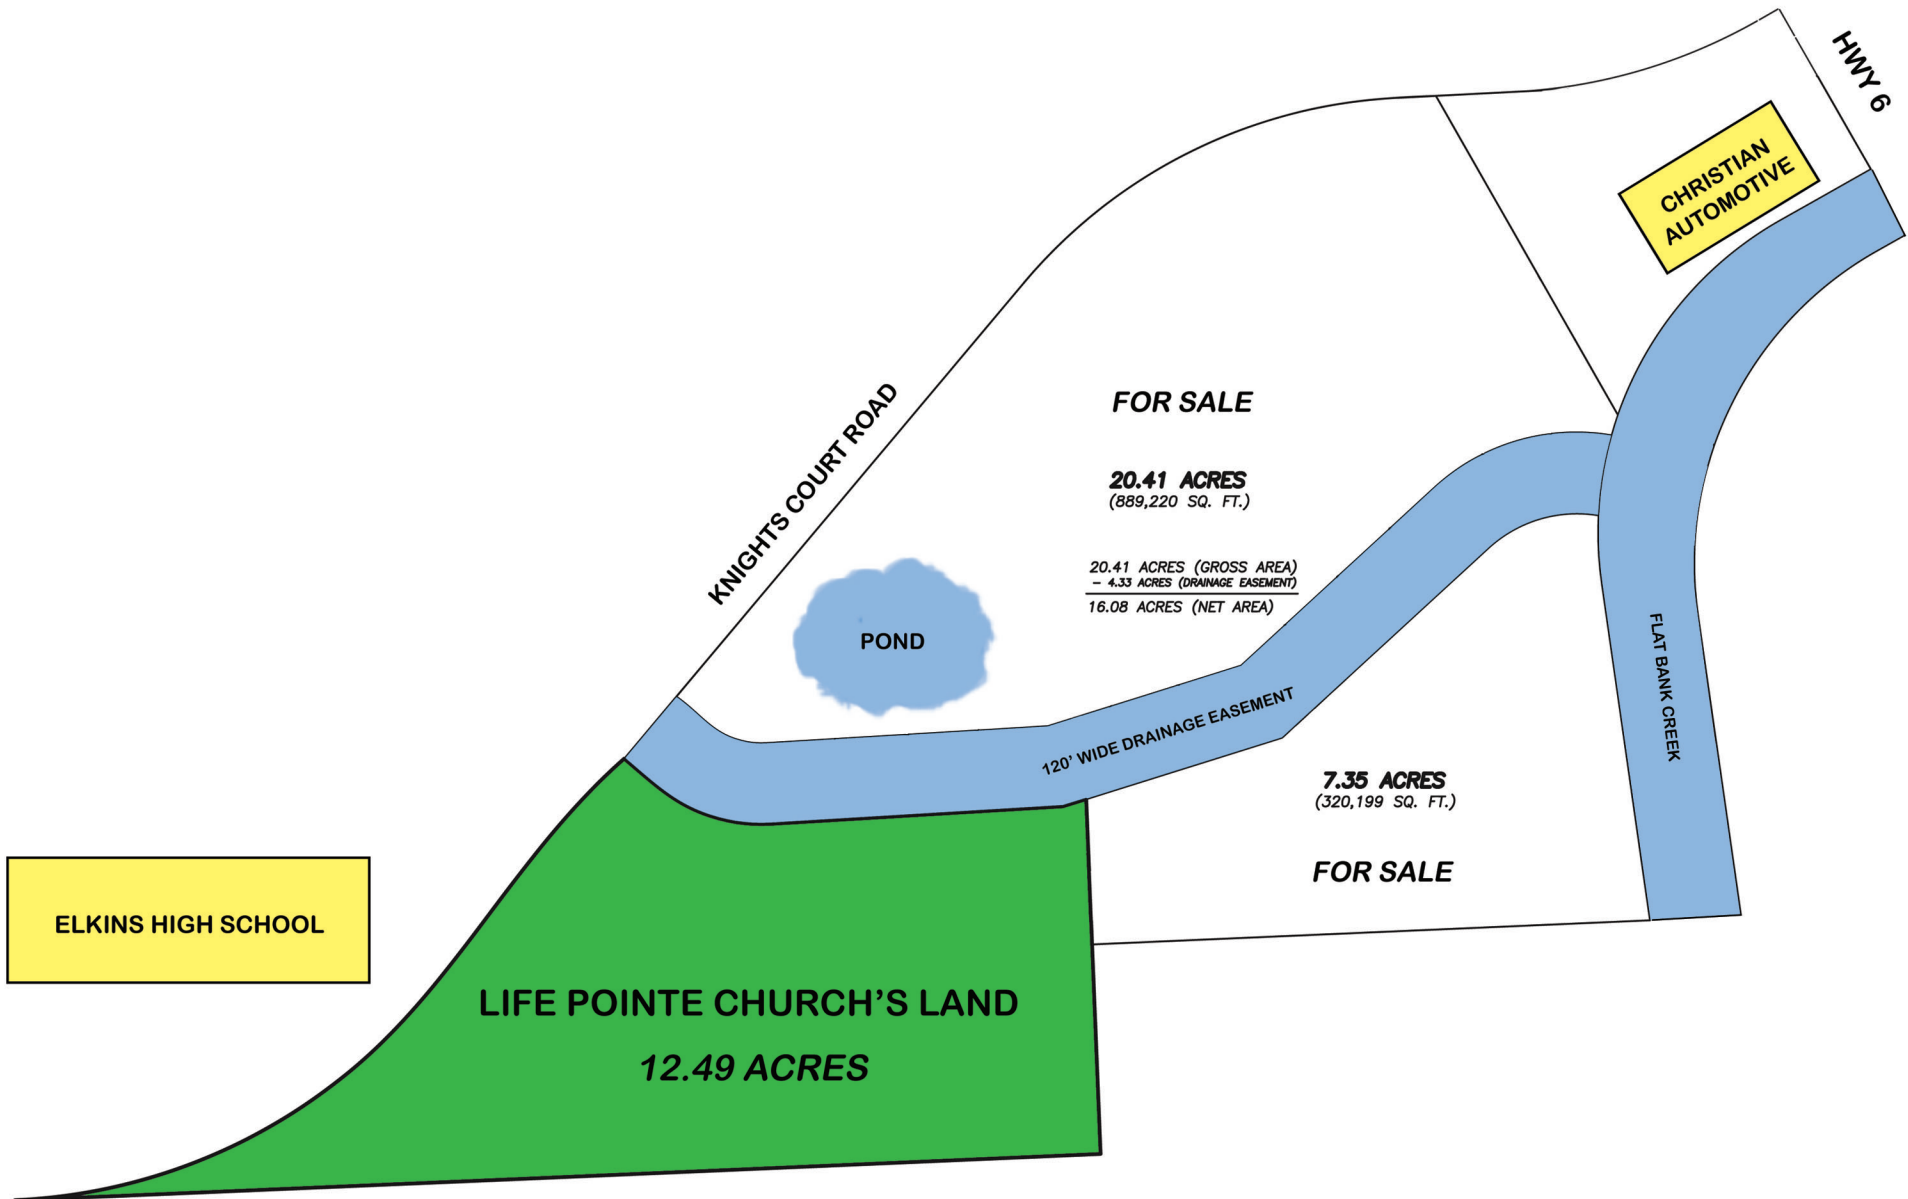 HWY 6
CHRISTIAN
AUTOMOTIVE
KNIGHTS COURT ROAD
FOR SALE
20.41 ACRES
(889,220 SQ. FT.)
20.41 ACRES (GROSS AREA)
- 4.33 ACRES (DRAINAGE EASEMENT)
16.08 ACRES (NET AREA)
POND
120' WIDE DRAINAGE EASEMENT
FLAT BANK CREEK
7.35 ACRES
(320,199 SQ. FT.)
FOR SALE
ELKINS HIGH SCHOOL
LIFE POINTE CHURCH'S LAND
12.49 ACRES